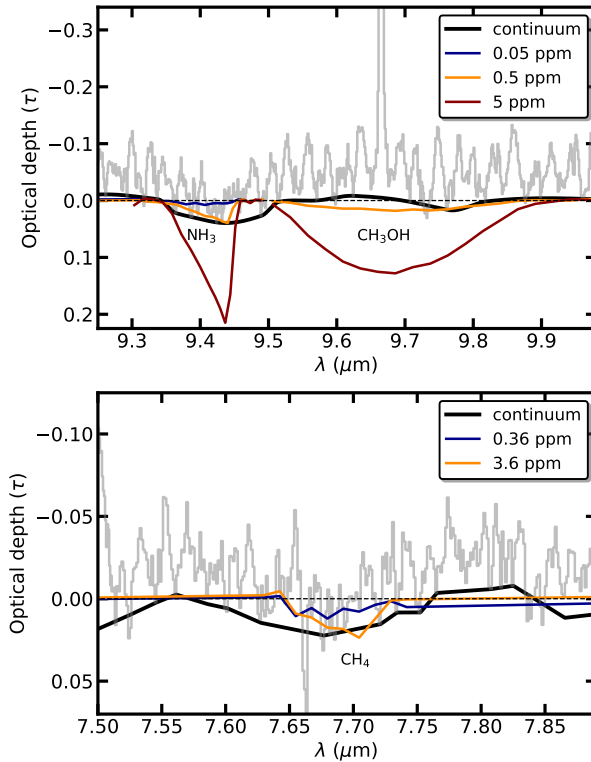 −0.3
−0.2
−0.1
0.0
0.1
0.2
Optical depth (τ)
continuum
0.05 ppm
0.5 ppm
5 ppm
NH₃
CH₃OH
9.3 9.4 9.5 9.6 9.7 9.8 9.9
λ (μm)
−0.10
−0.05
0.00
0.05
Optical depth (τ)
continuum
0.36 ppm
3.6 ppm
CH₄
7.50 7.55 7.60 7.65 7.70 7.75 7.80 7.85
λ (μm)